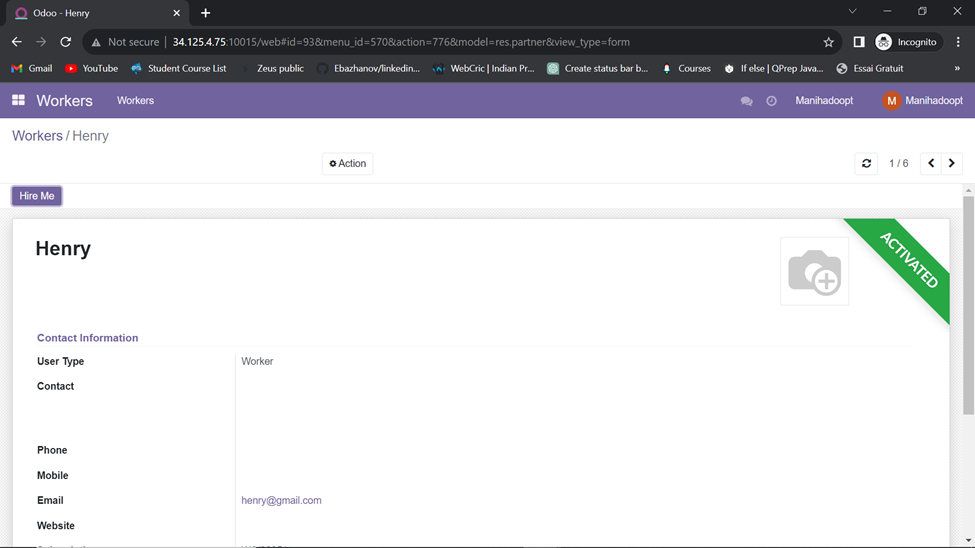 Odoo - Henry
Not secure 34.125.4.75:10015/web#id=93&menu_id=570&action=776&model=res.partner&view_type=form
Incognito
Gmail YouTube Student Course List Zeus public Ebazhanov/linkedin... WebCric | Indian Pr... Create status bar b... Courses If else | QPrep Java... Essai Gratuit »
Workers Workers Manihadoopt M Manihadoopt
Workers / Henry
Action 1 / 6
Hire Me
Henry
ACTIVATED
Contact Information
User Type Worker
Contact
Phone
Mobile
Email henry@gmail.com
Website